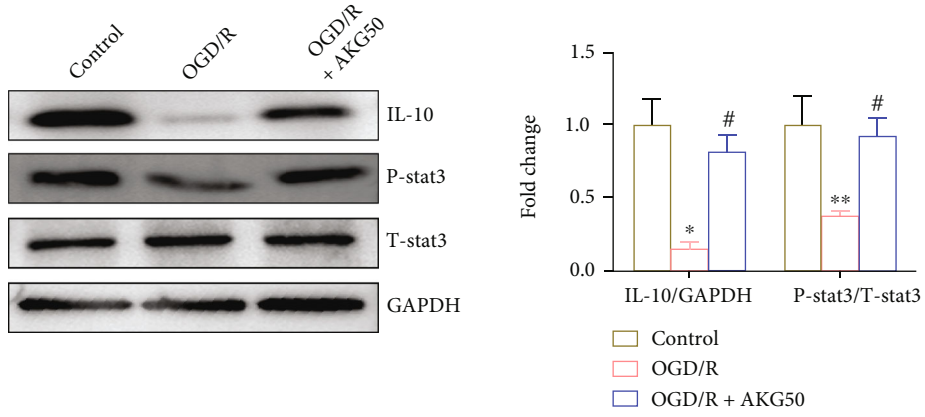 Control
OGD/R
OGD/R
+ AKG50
IL-10
P-stat3
T-stat3
GAPDH
Fold change
1.5
1.0
0.5
0.0
#
#
*
**
IL-10/GAPDH
P-stat3/T-stat3
Control
OGD/R
OGD/R + AKG50